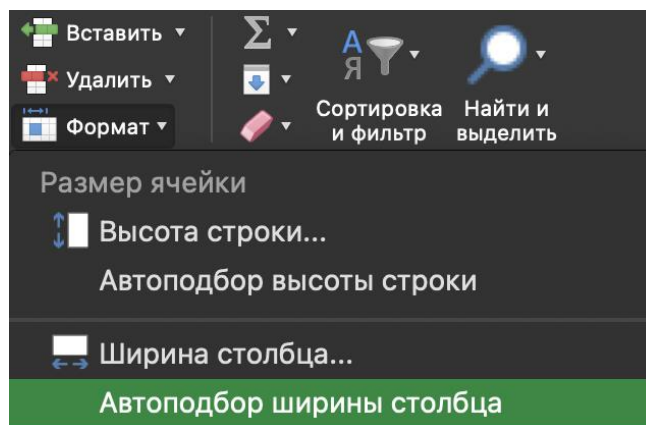 Вставить
Удалить
Формат
Σ
А
Я
Сортировка
и фильтр
Найти и
выделить
Размер ячейки
Высота строки...
Автоподбор высоты строки
Ширина столбца...
Автоподбор ширины столбца